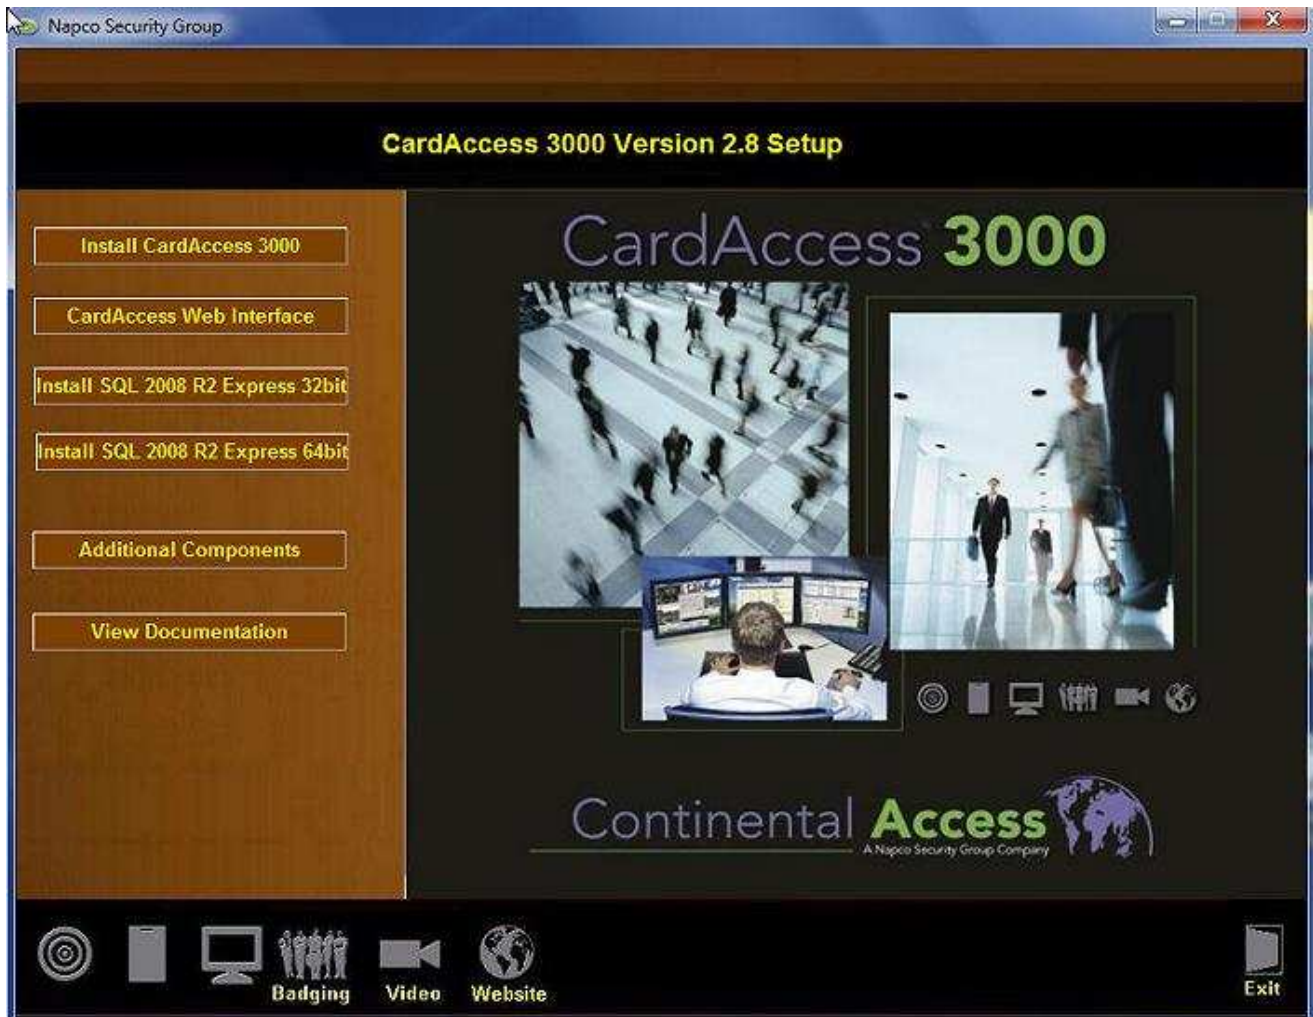 Napco Security Group
CardAccess 3000 Version 2.8 Setup
Install CardAccess 3000
CardAccess Web Interface
Install SQL 2008 R2 Express 32bit
Install SQL 2008 R2 Express 64bit
Additional Components
View Documentation
CardAccess 3000
Continental Access
A Napco Security Group Company
Badging
Video
Website
Exit